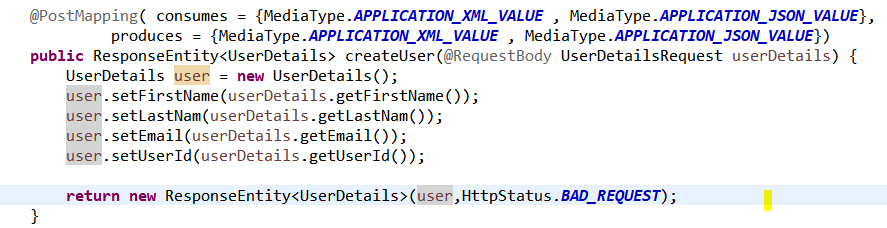 @PostMapping( consumes = {MediaType.APPLICATION_XML_VALUE , MediaType.APPLICATION_JSON_VALUE},
produces = {MediaType.APPLICATION_XML_VALUE , MediaType.APPLICATION_JSON_VALUE})
public ResponseEntity<UserDetails> createUser(@RequestBody UserDetailsRequest userDetails) {
UserDetails user = new UserDetails();
user.setFirstName(userDetails.getFirstName());
user.setLastNam(userDetails.getLastNam());
user.setEmail(userDetails.getEmail());
user.setUserId(userDetails.getUserId());
return new ResponseEntity<UserDetails>(user,HttpStatus.BAD_REQUEST);
}